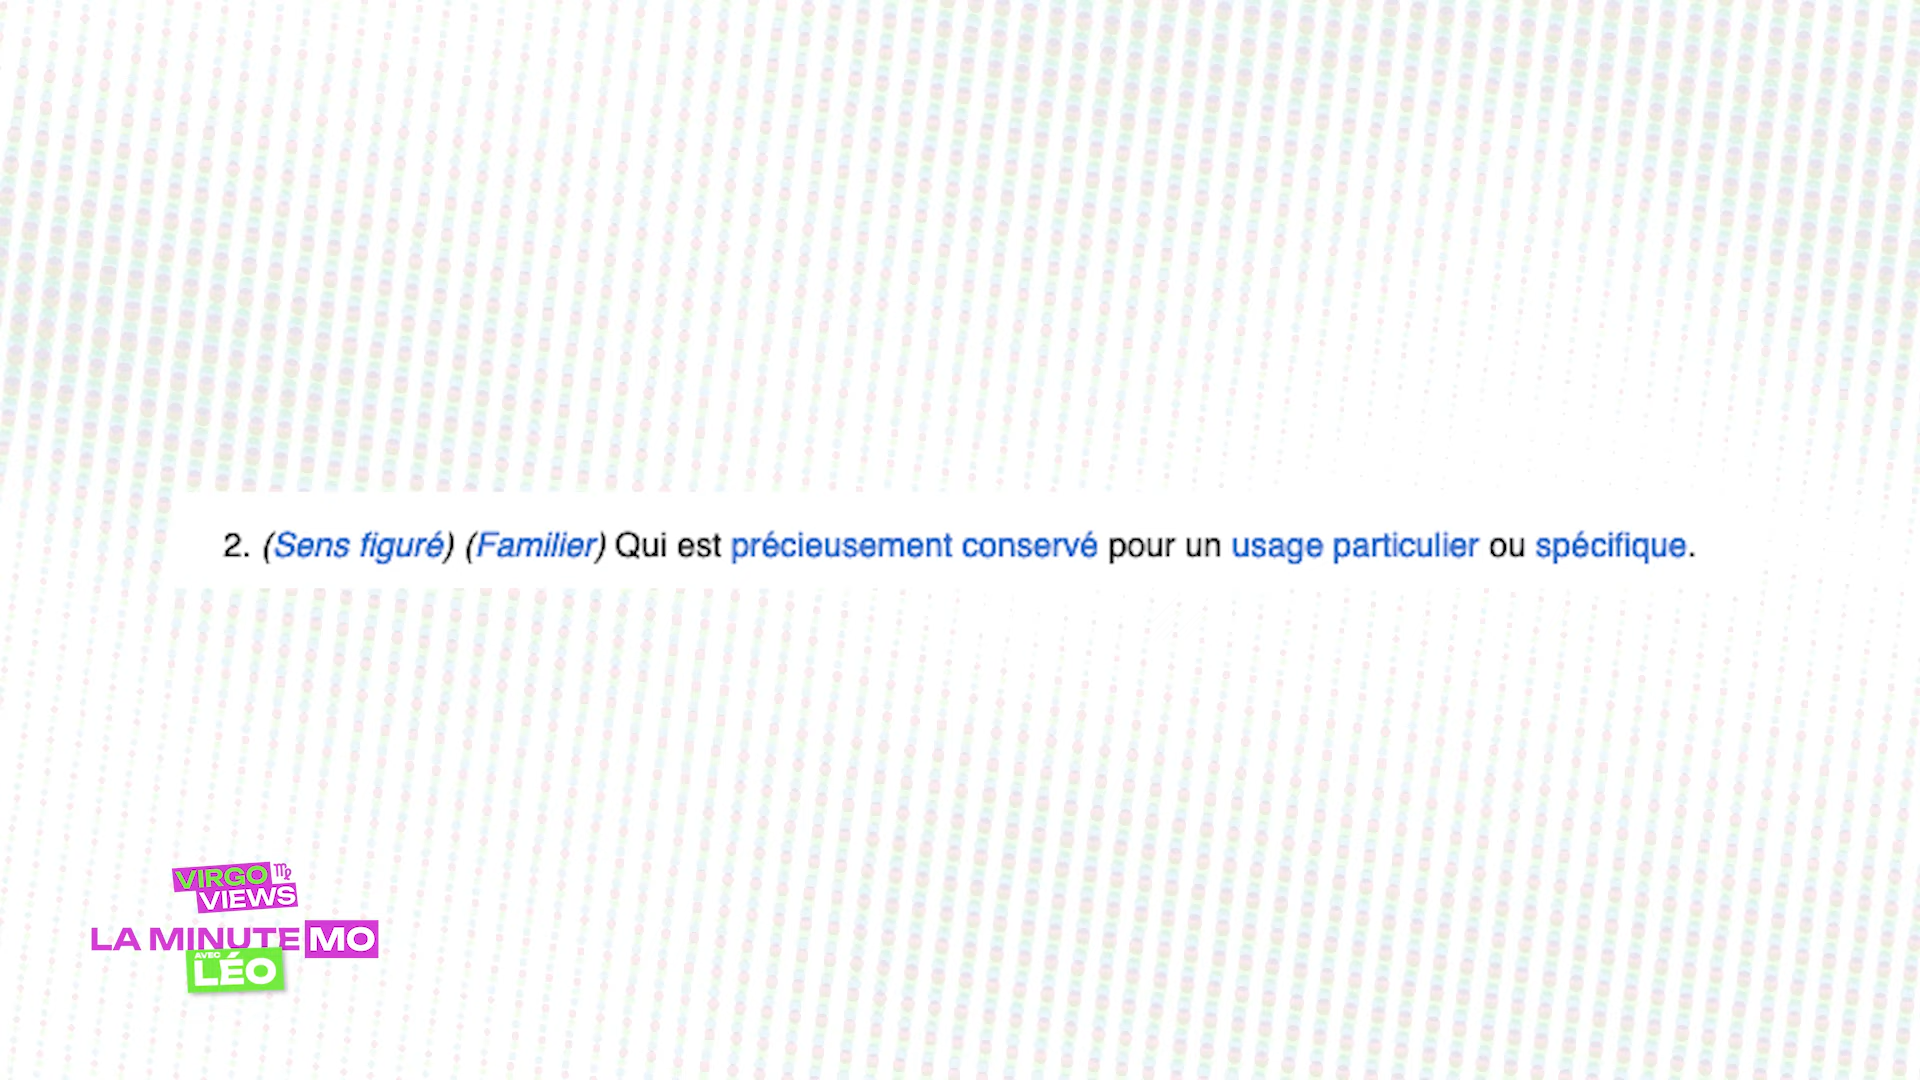 2. (Sens figuré) (Familier) Qui est précieusement conservé pour un usage particulier ou spécifique.
VIRGO ♍
VIEWS
LA MINUTE MO
AVEC
LÉO